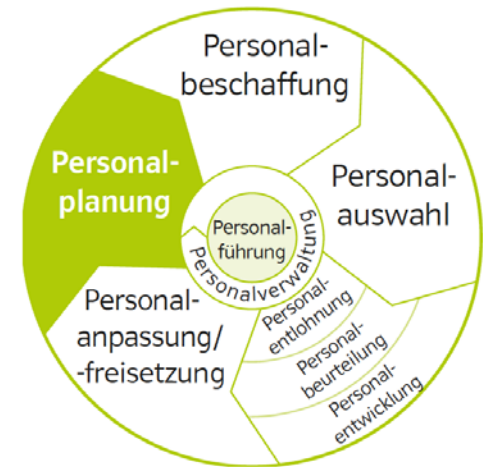 Personal-
beschaffung
Personal-
planung
Personal-
auswahl
Personal-
führung
Personalverwaltung
Personal-
entlohnung
Personal-
beurteilung
Personal-
entwicklung
Personal-
anpassung/
-freisetzung